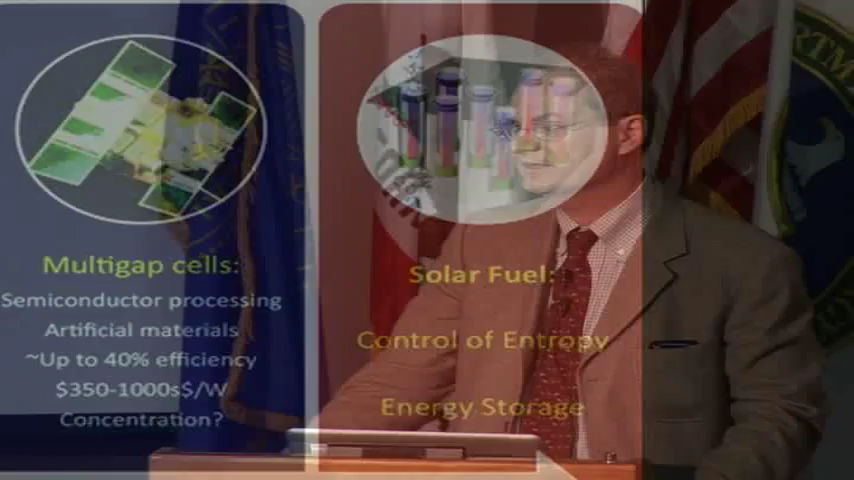 Multigap cells:
Semiconductor processing
Artificial materials
~Up to 40% efficiency
$350-1000s$/W
Concentration?
Solar Fuel:
Control of Entropy
Energy Storage